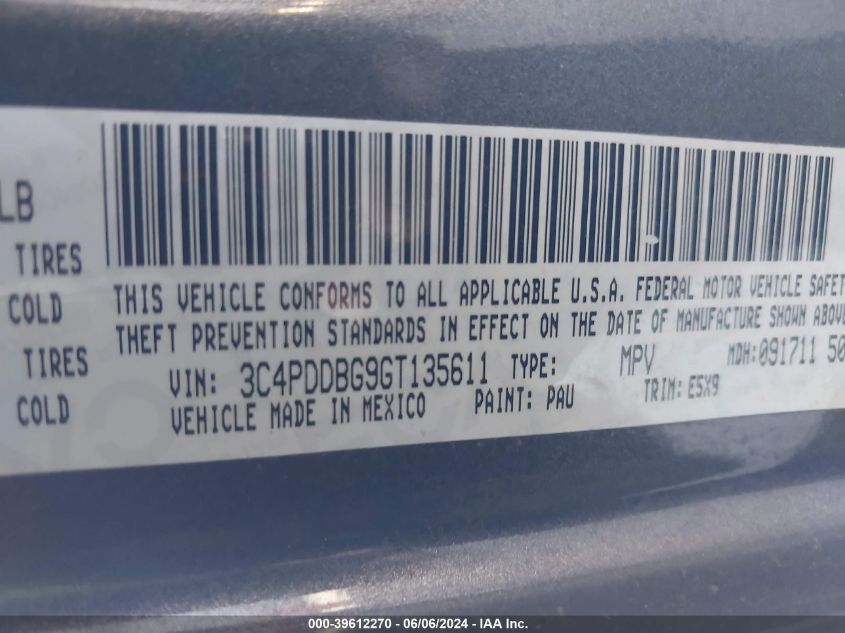 LB
TIRES
COLD
TIRES
COLD
THIS VEHICLE CONFORMS TO ALL APPLICABLE U.S.A. FEDERAL MOTOR VEHICLE SAFET
THEFT PREVENTION STANDARDS IN EFFECT ON THE DATE OF MANUFACTURE SHOWN ABOV
VIN: 3C4PDDBG9GT135611 TYPE: MPV MDH:091711 50
VEHICLE MADE IN MEXICO PAINT: PAU TRIM: E5X9
000-39612270 - 06/06/2024 - IAA Inc.